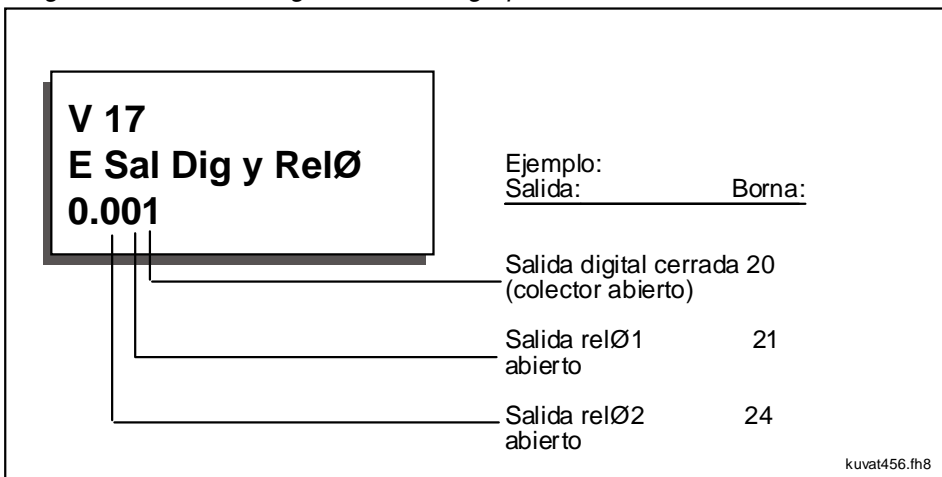 V 17
E Sal Dig y RelØ
0.001
Ejemplo:
Salida: Borna:
Salida digital cerrada 20
(colector abierto)
Salida relØ1 21
abierto
Salida relØ2 24
abierto
kuvat456.fh8